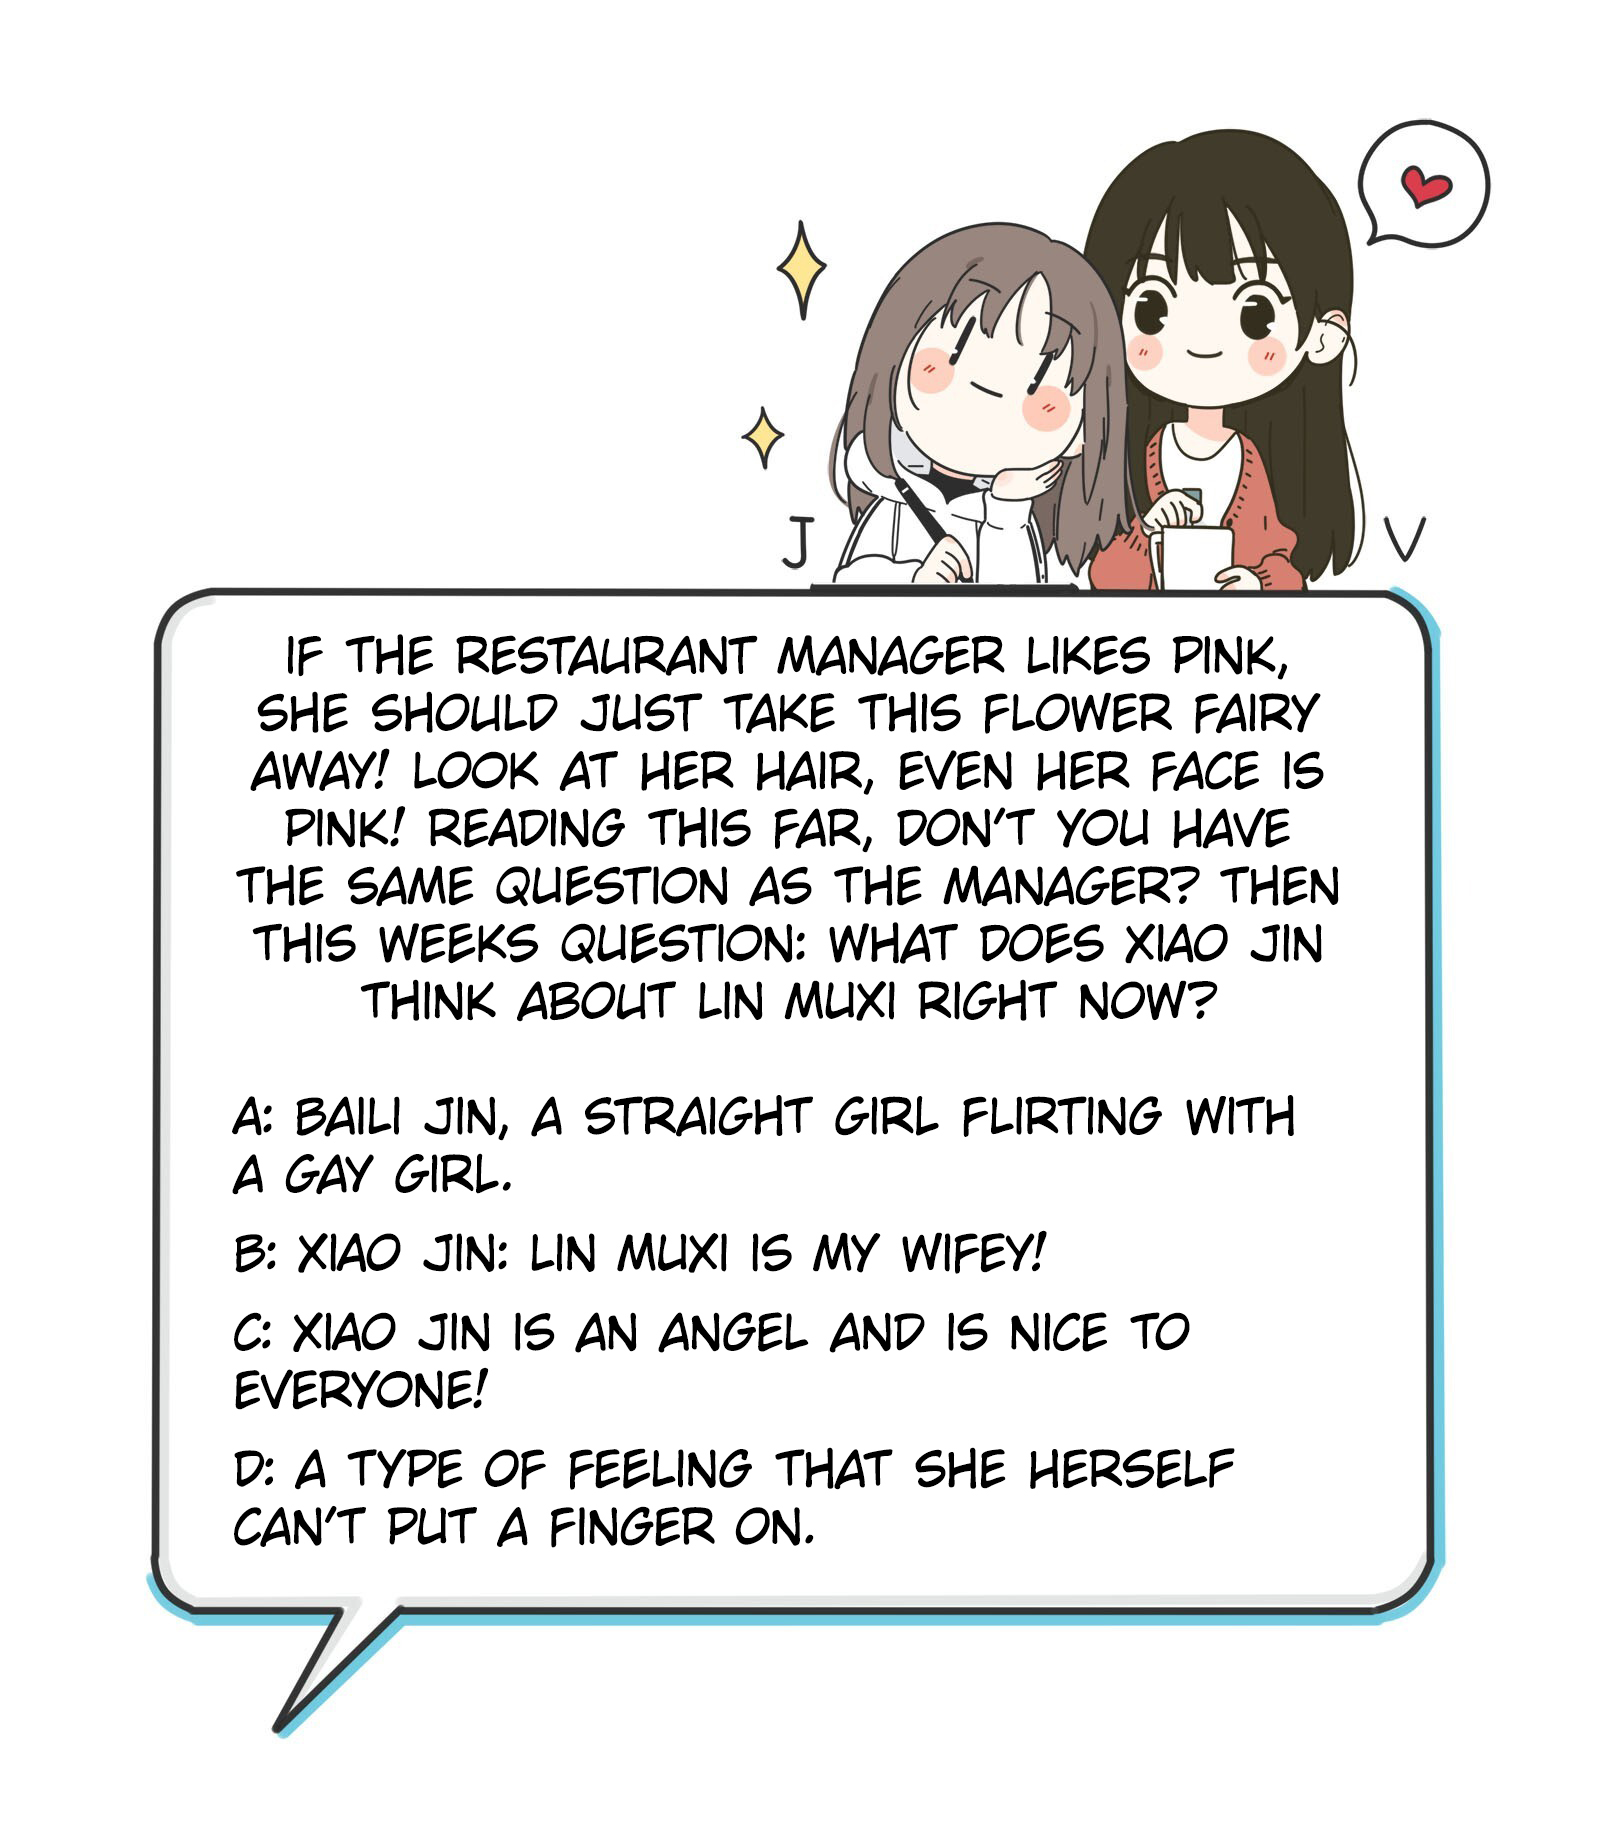 J
V
IF THE RESTAURANT MANAGER LIKES PINK,
SHE SHOULD JUST TAKE THIS FLOWER FAIRY
AWAY! LOOK AT HER HAIR, EVEN HER FACE IS
PINK! READING THIS FAR, DON'T YOU HAVE
THE SAME QUESTION AS THE MANAGER? THEN
THIS WEEKS QUESTION: WHAT DOES XIAO JIN
THINK ABOUT LIN MUXI RIGHT NOW?
A: BAILI JIN, A STRAIGHT GIRL FLIRTING WITH
A GAY GIRL.
B: XIAO JIN: LIN MUXI IS MY WIFEY!
C: XIAO JIN IS AN ANGEL AND IS NICE TO
EVERYONE!
D: A TYPE OF FEELING THAT SHE HERSELF
CAN'T PUT A FINGER ON.